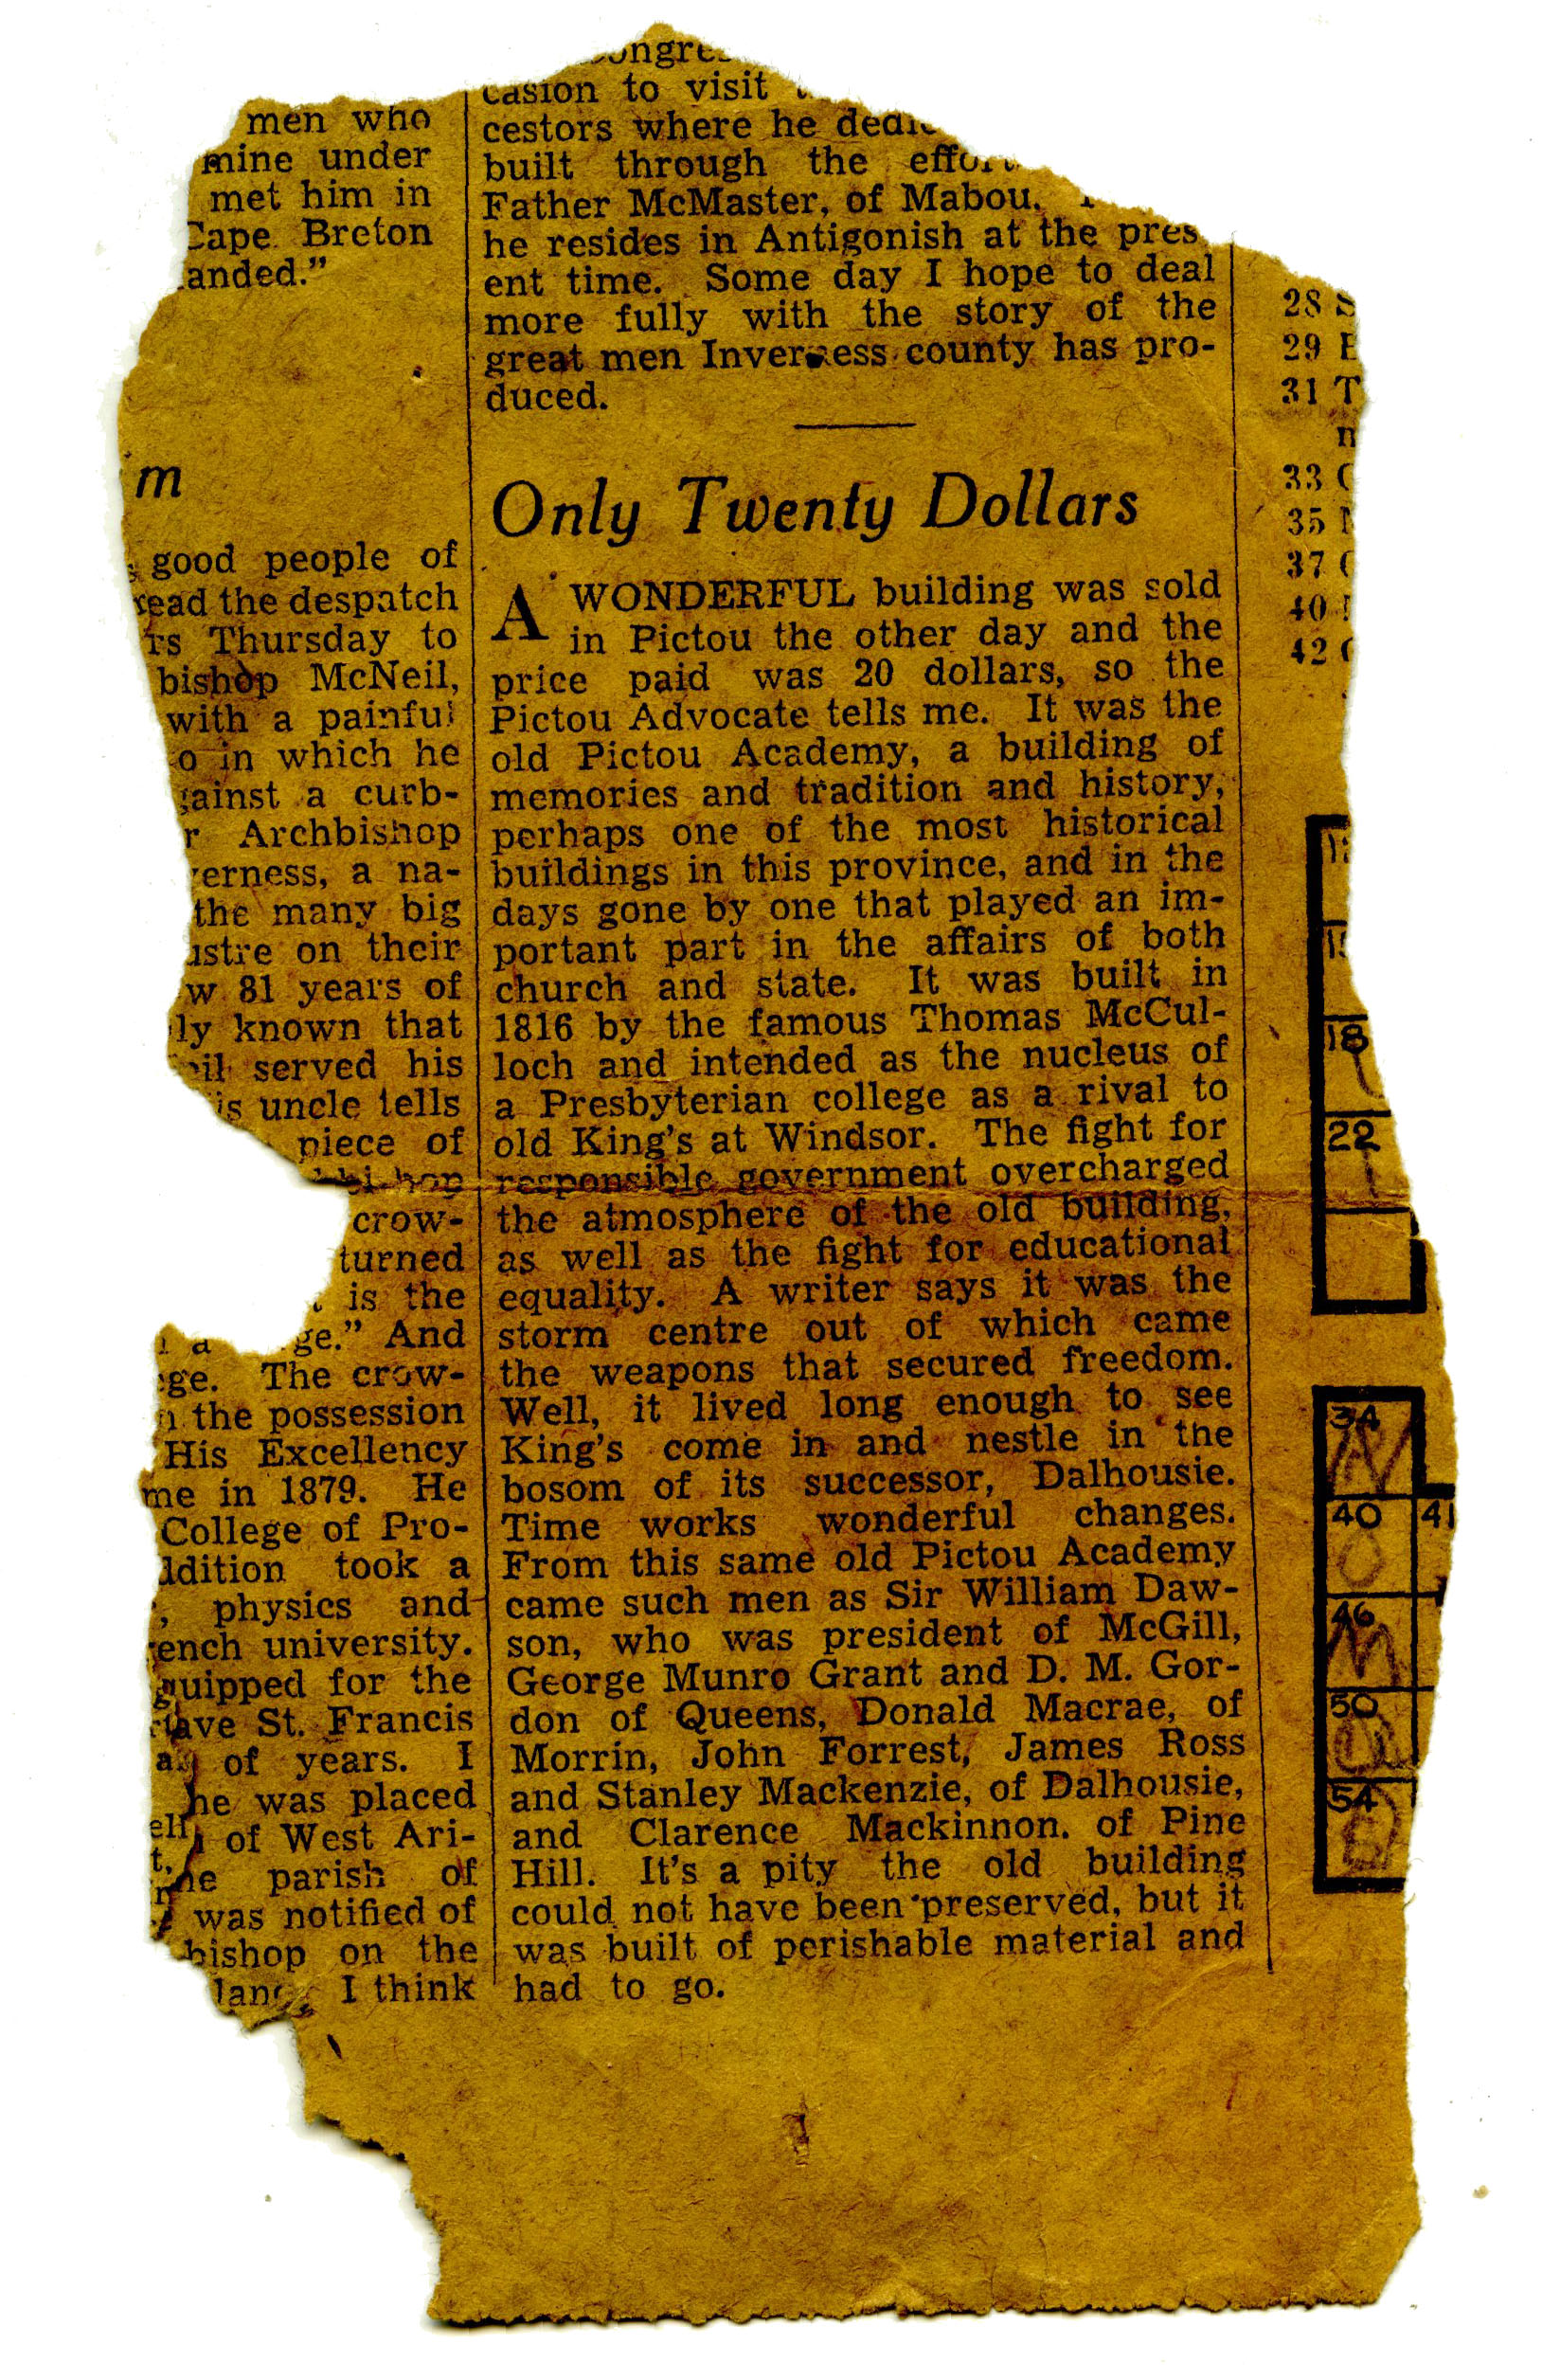 men who
mine under
met him in
Cape Breton
anded."
m
good people of
read the despatch
rs Thursday to
bishop McNeil,
with a painful
o in which he
gainst a curb-
r Archbishop
erness, a na-
the many big
ustre on their
w 81 years of
ly known that
eil served his
is uncle tells
piece of
crow-
turned
is the
ge." And
ge. The crow-
n the possession
His Excellency
me in 1879. He
College of Pro-
ddition took a
, physics and
ench university.
quipped for the
ave St. Francis
of years. I
he was placed
of West Ari-
he parish of
was notified of
bishop on the
I think
ongre
casion to visit
cestors where he
built through the
Father McMaster, of Mabou.
he resides in Antigonish at the pres-
ent time. Some day I hope to deal
more fully with the story of the
great men Inverness county has pro-
duced.
Only Twenty Dollars
A WONDERFUL building was sold
in Pictou the other day and the
price paid was 20 dollars, so the
Pictou Advocate tells me. It was the
old Pictou Academy, a building of
memories and tradition and history,
perhaps one of the most historical
buildings in this province, and in the
days gone by one that played an im-
portant part in the affairs of both
church and state. It was built in
1816 by the famous Thomas McCul-
loch and intended as the nucleus of
a Presbyterian college as a rival to
old King's at Windsor. The fight for
responsible government overcharged
the atmosphere of the old building,
as well as the fight for educational
equality. A writer says it was the
storm centre out of which came
the weapons that secured freedom.
Well, it lived long enough to see
King's come in and nestle in the
bosom of its successor, Dalhousie.
Time works wonderful changes.
From this same old Pictou Academy
came such men as Sir William Daw-
son, who was president of McGill,
George Munro Grant and D. M. Gor-
don of Queens, Donald Macrae, of
Morrin, John Forrest, James Ross
and Stanley Mackenzie, of Dalhousie,
and Clarence Mackinnon. of Pine
Hill. It's a pity the old building
could not have been preserved, but it
was built of perishable material and
had to go.
28 S
29 E
31 T
33
35
37
40
42
18
22
34 N
40 O 41
46 M
50
54 E